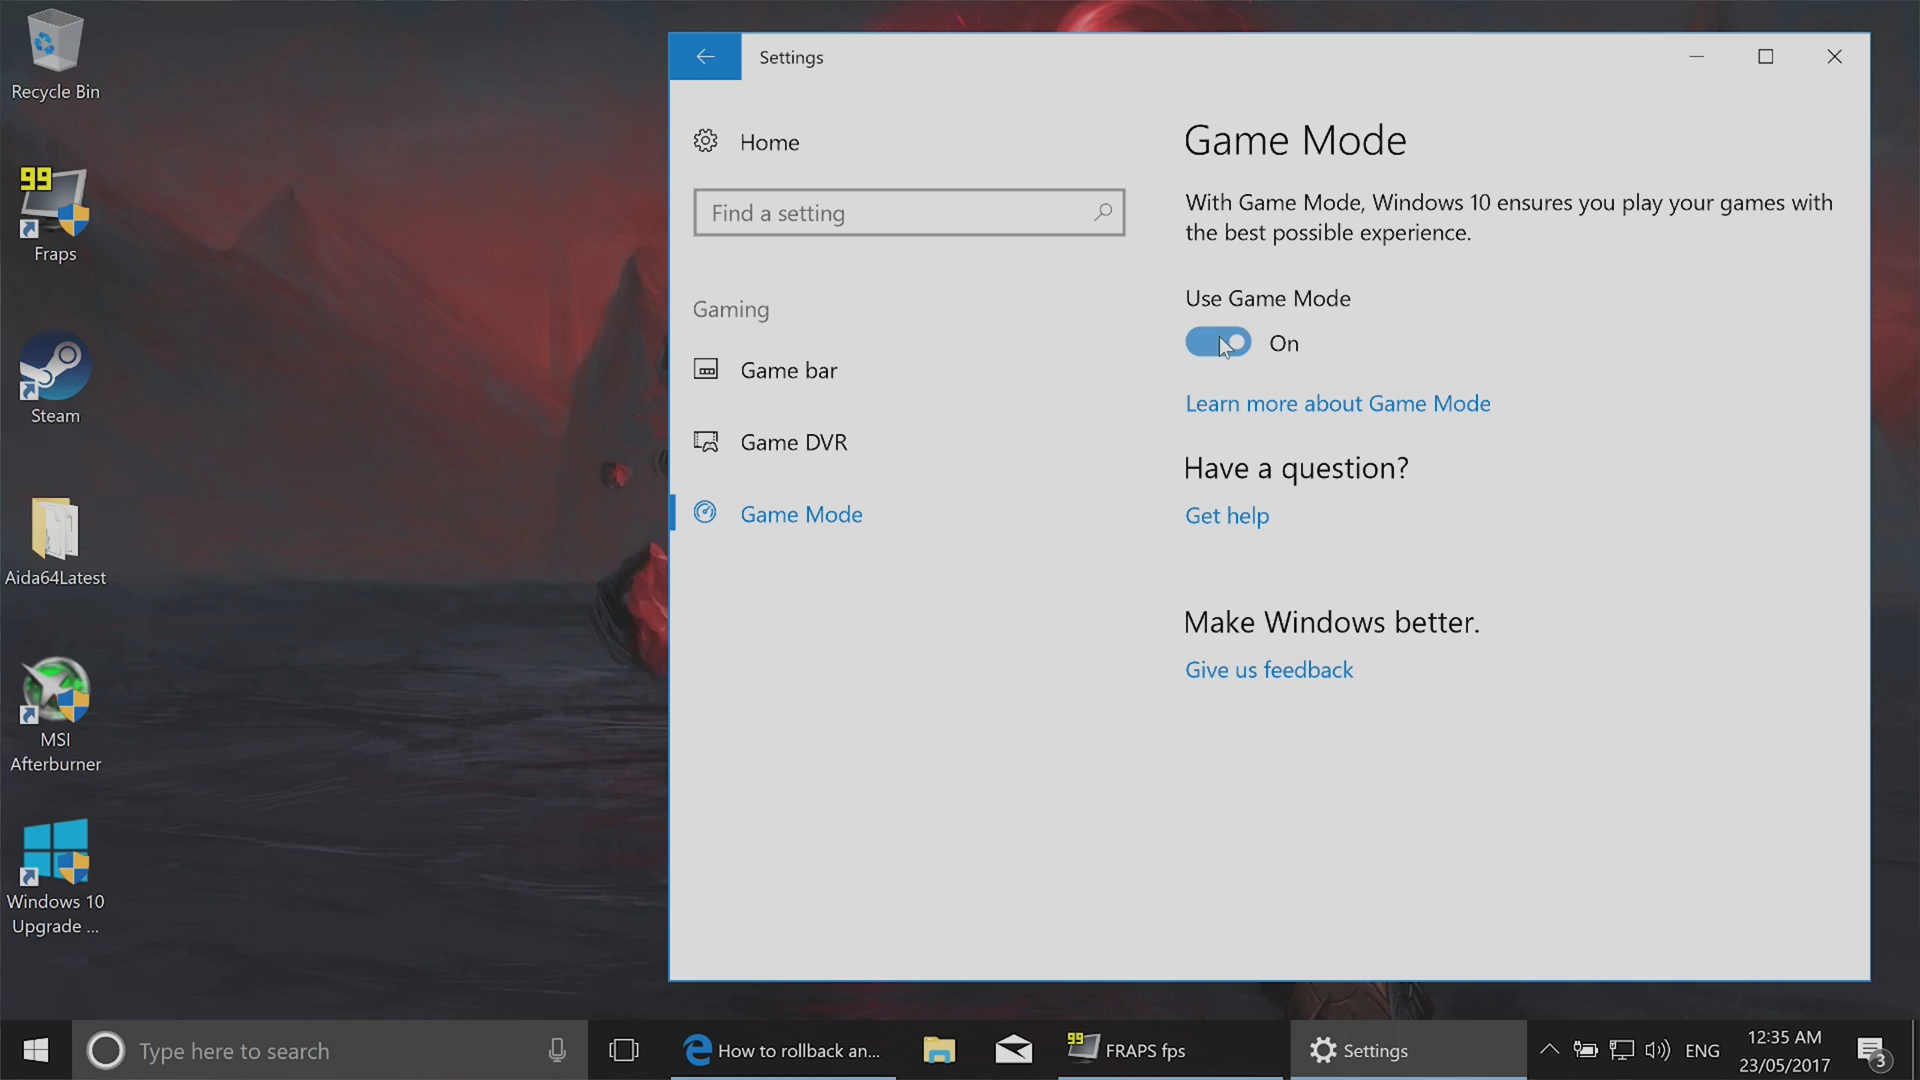 Recycle Bin
99
Fraps
Steam
Aida64Latest
MSI
Afterburner
Windows 10
Upgrade ...
Settings
Home
Find a setting
Gaming
Game bar
Game DVR
Game Mode
Game Mode
With Game Mode, Windows 10 ensures you play your games with
the best possible experience.
Use Game Mode
On
Learn more about Game Mode
Have a question?
Get help
Make Windows better.
Give us feedback
Type here to search
How to rollback an...
99
FRAPS fps
Settings
ENG
12:35 AM
23/05/2017
3